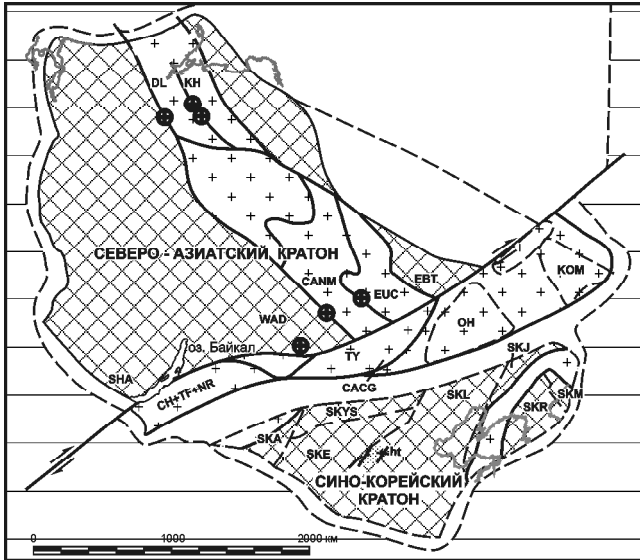 DL
KH
СЕВЕРО - АЗИАТСКИЙ КРАТОН
EBT
KOM
CANM
EUC
WAD
OH
оз. Байкал
TY
SKJ
SHA
CH+TF+NR
CACG
SKYS
SKL
SKM
SKR
SKA
SKE
ht
СИНО-КОРЕЙСКИЙ
КРАТОН
0 1000 2000 км